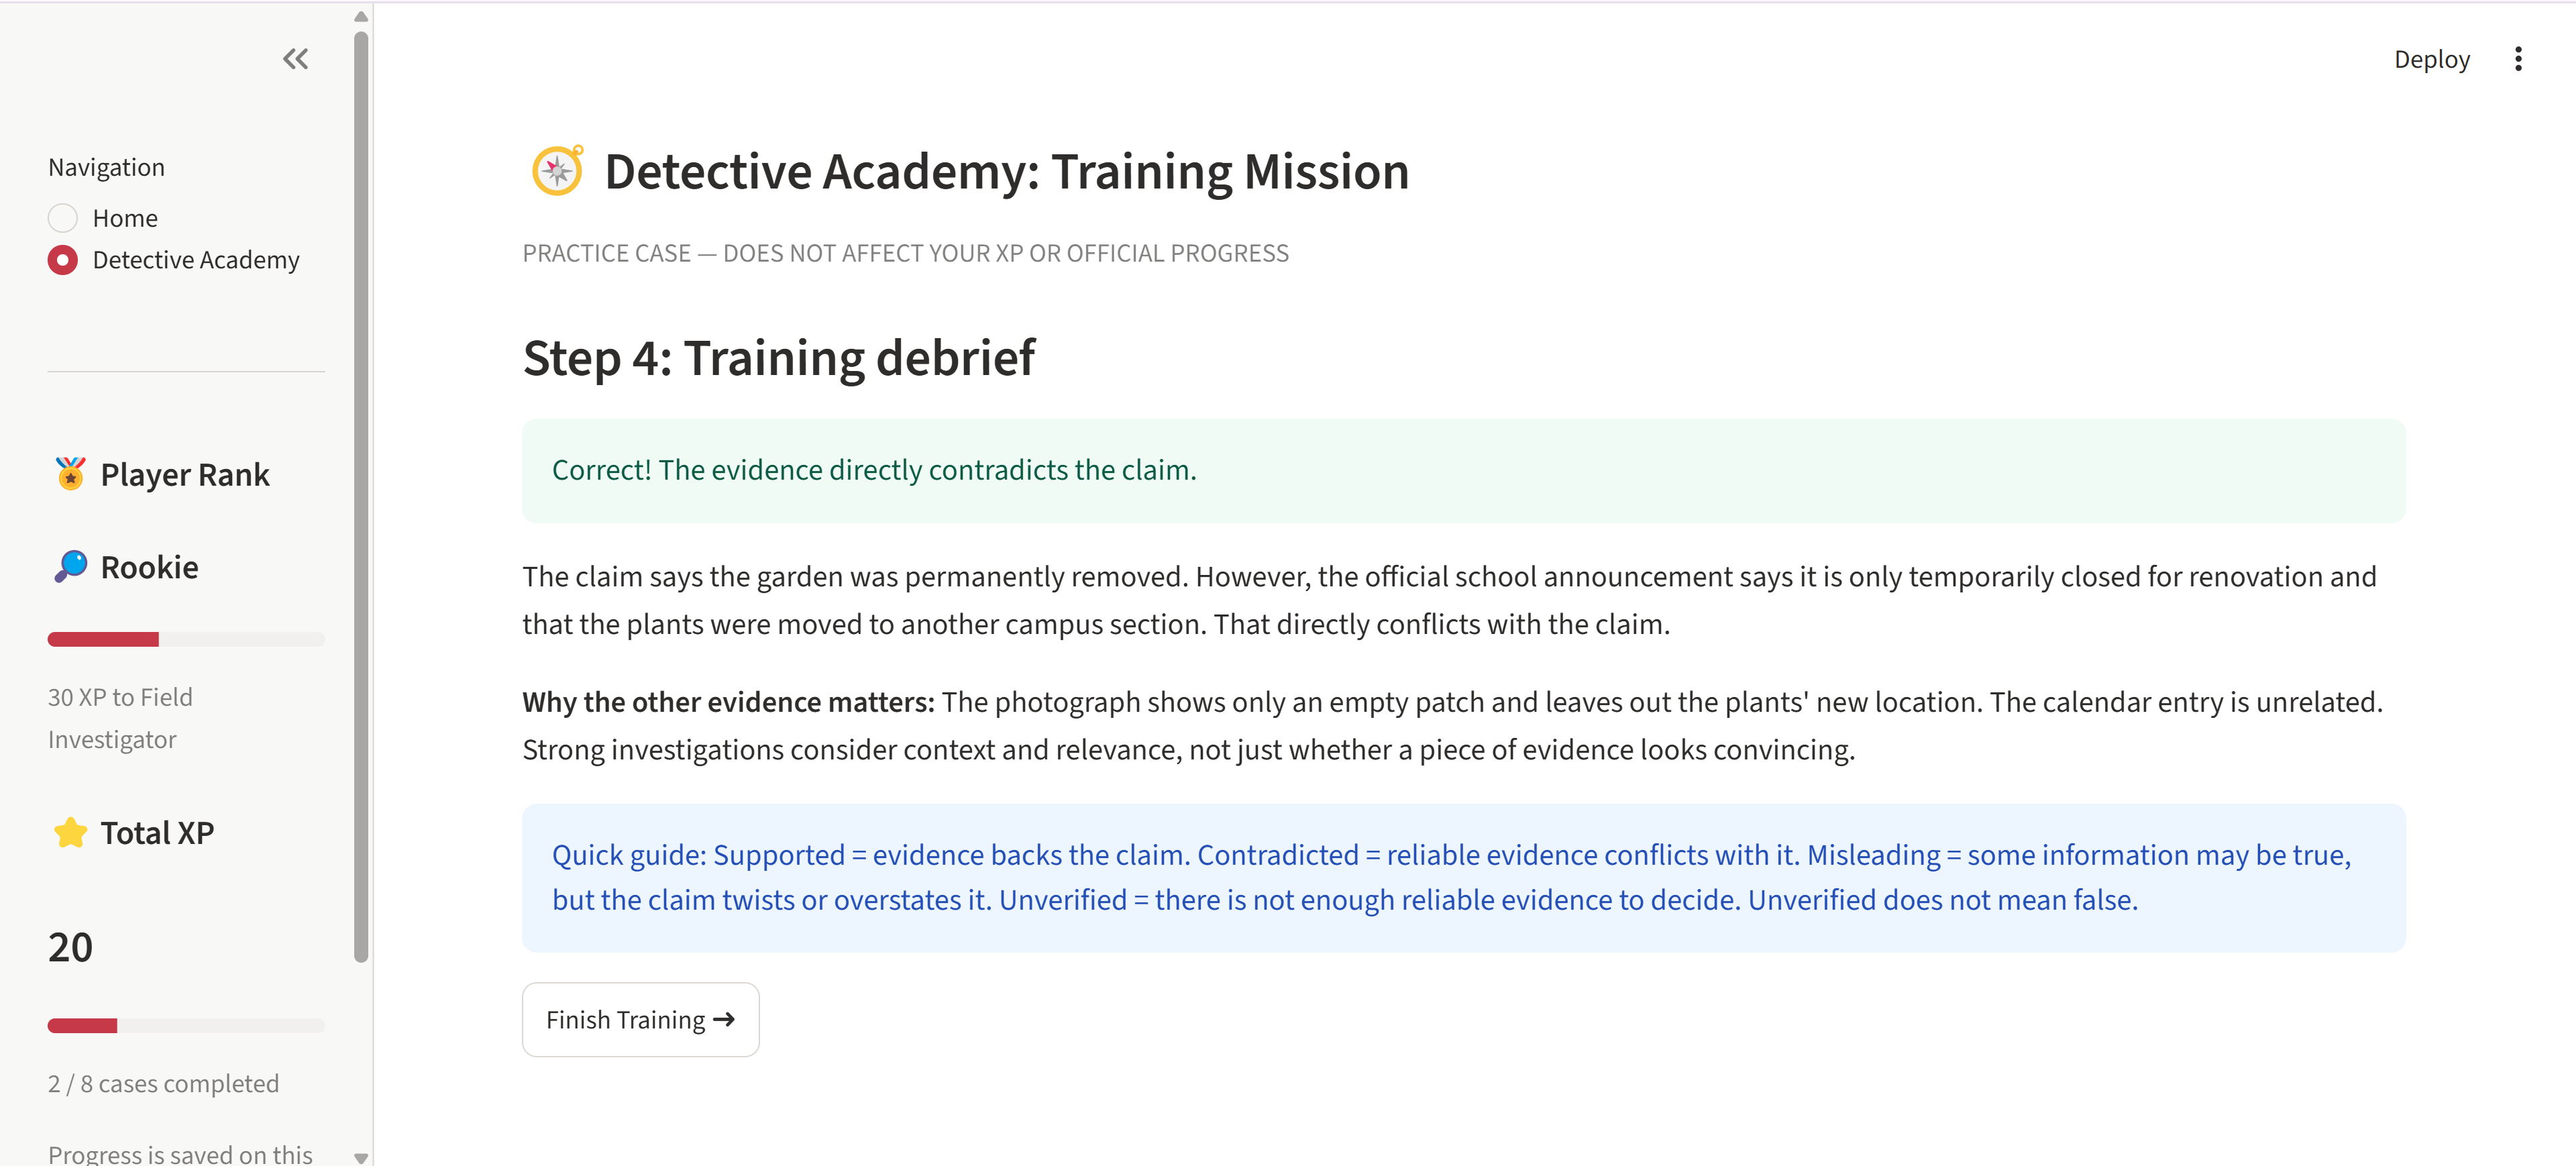 Deploy
Navigation
Home
Detective Academy
Player Rank
Rookie
30 XP to Field
Investigator
Total XP
20
2 / 8 cases completed
Progress is saved on this
Detective Academy: Training Mission
PRACTICE CASE — DOES NOT AFFECT YOUR XP OR OFFICIAL PROGRESS
Step 4: Training debrief
Correct! The evidence directly contradicts the claim.
The claim says the garden was permanently removed. However, the official school announcement says it is only temporarily closed for renovation and
that the plants were moved to another campus section. That directly conflicts with the claim.
Why the other evidence matters: The photograph shows only an empty patch and leaves out the plants' new location. The calendar entry is unrelated.
Strong investigations consider context and relevance, not just whether a piece of evidence looks convincing.
Quick guide: Supported = evidence backs the claim. Contradicted = reliable evidence conflicts with it. Misleading = some information may be true,
but the claim twists or overstates it. Unverified = there is not enough reliable evidence to decide. Unverified does not mean false.
Finish Training →